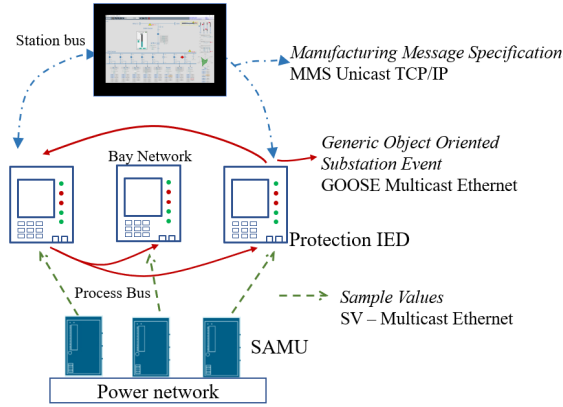 Station bus
Manufacturing Message Specification
MMS Unicast TCP/IP
Generic Object Oriented
Substation Event
GOOSE Multicast Ethernet
Bay Network
Protection IED
Process Bus
Sample Values
SV – Multicast Ethernet
SAMU
Power network